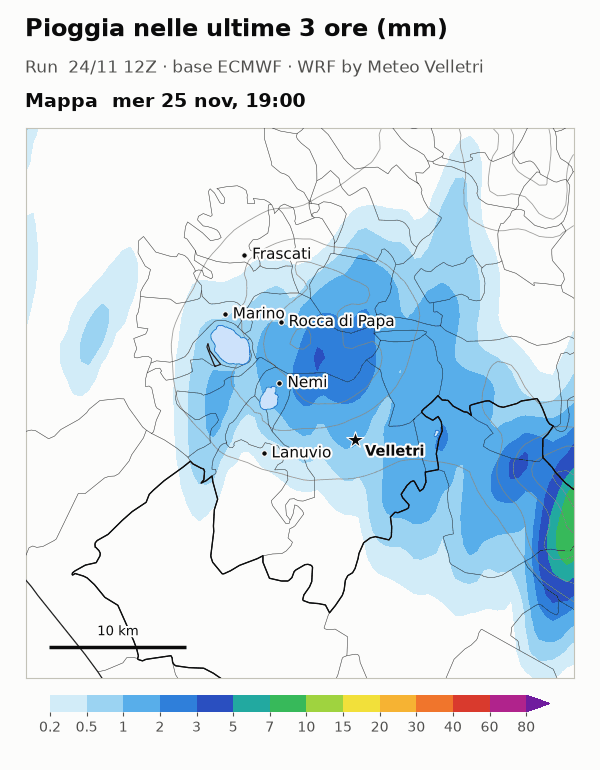 Pioggia nelle ultime 3 ore (mm)
Run 24/11 12Z · base ECMWF · WRF by Meteo Velletri
Mappa mer 25 nov, 19:00
Frascati
Marino
Rocca di Papa
Nemi
Velletri
Lanuvio
10 km
0.2 0.5 1 2 3 5 7 10 15 20 30 40 60 80